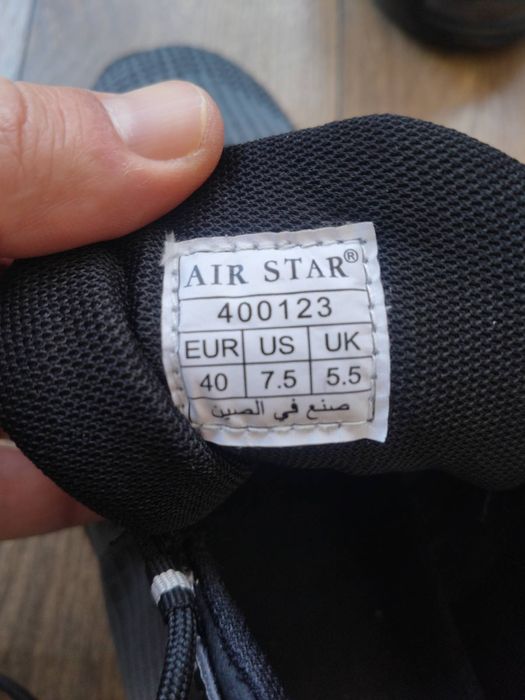 AIR STAR®
400123
EUR US UK
40 7.5 5.5
صنع في الصين